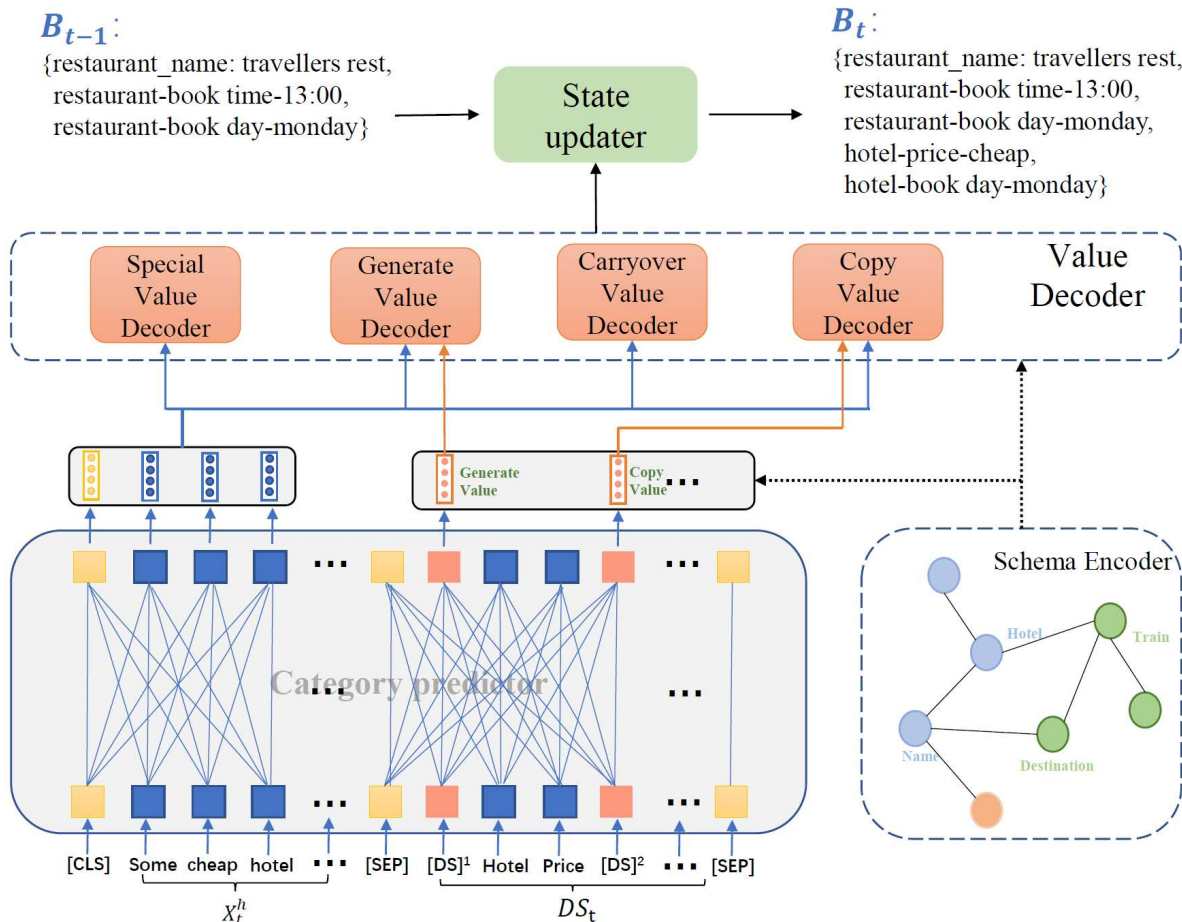 B_{t-1}:
{restaurant_name: travellers rest,
restaurant-book time-13:00,
restaurant-book day-monday}
State
updater
B_t:
{restaurant_name: travellers rest,
restaurant-book time-13:00,
restaurant-book day-monday,
hotel-price-cheap,
hotel-book day-monday}
Special
Value
Decoder
Generate
Value
Decoder
Carryover
Value
Decoder
Copy
Value
Decoder
Value
Decoder
Generate
Value
Copy
Value
...
... ...
Category predictor
... ...
... ...
[CLS] Some cheap hotel ... [SEP] [DS]¹ Hotel Price [DS]² ... [SEP]
X_t^h
DS_t
Schema Encoder
Hotel
Train
Name
Destination